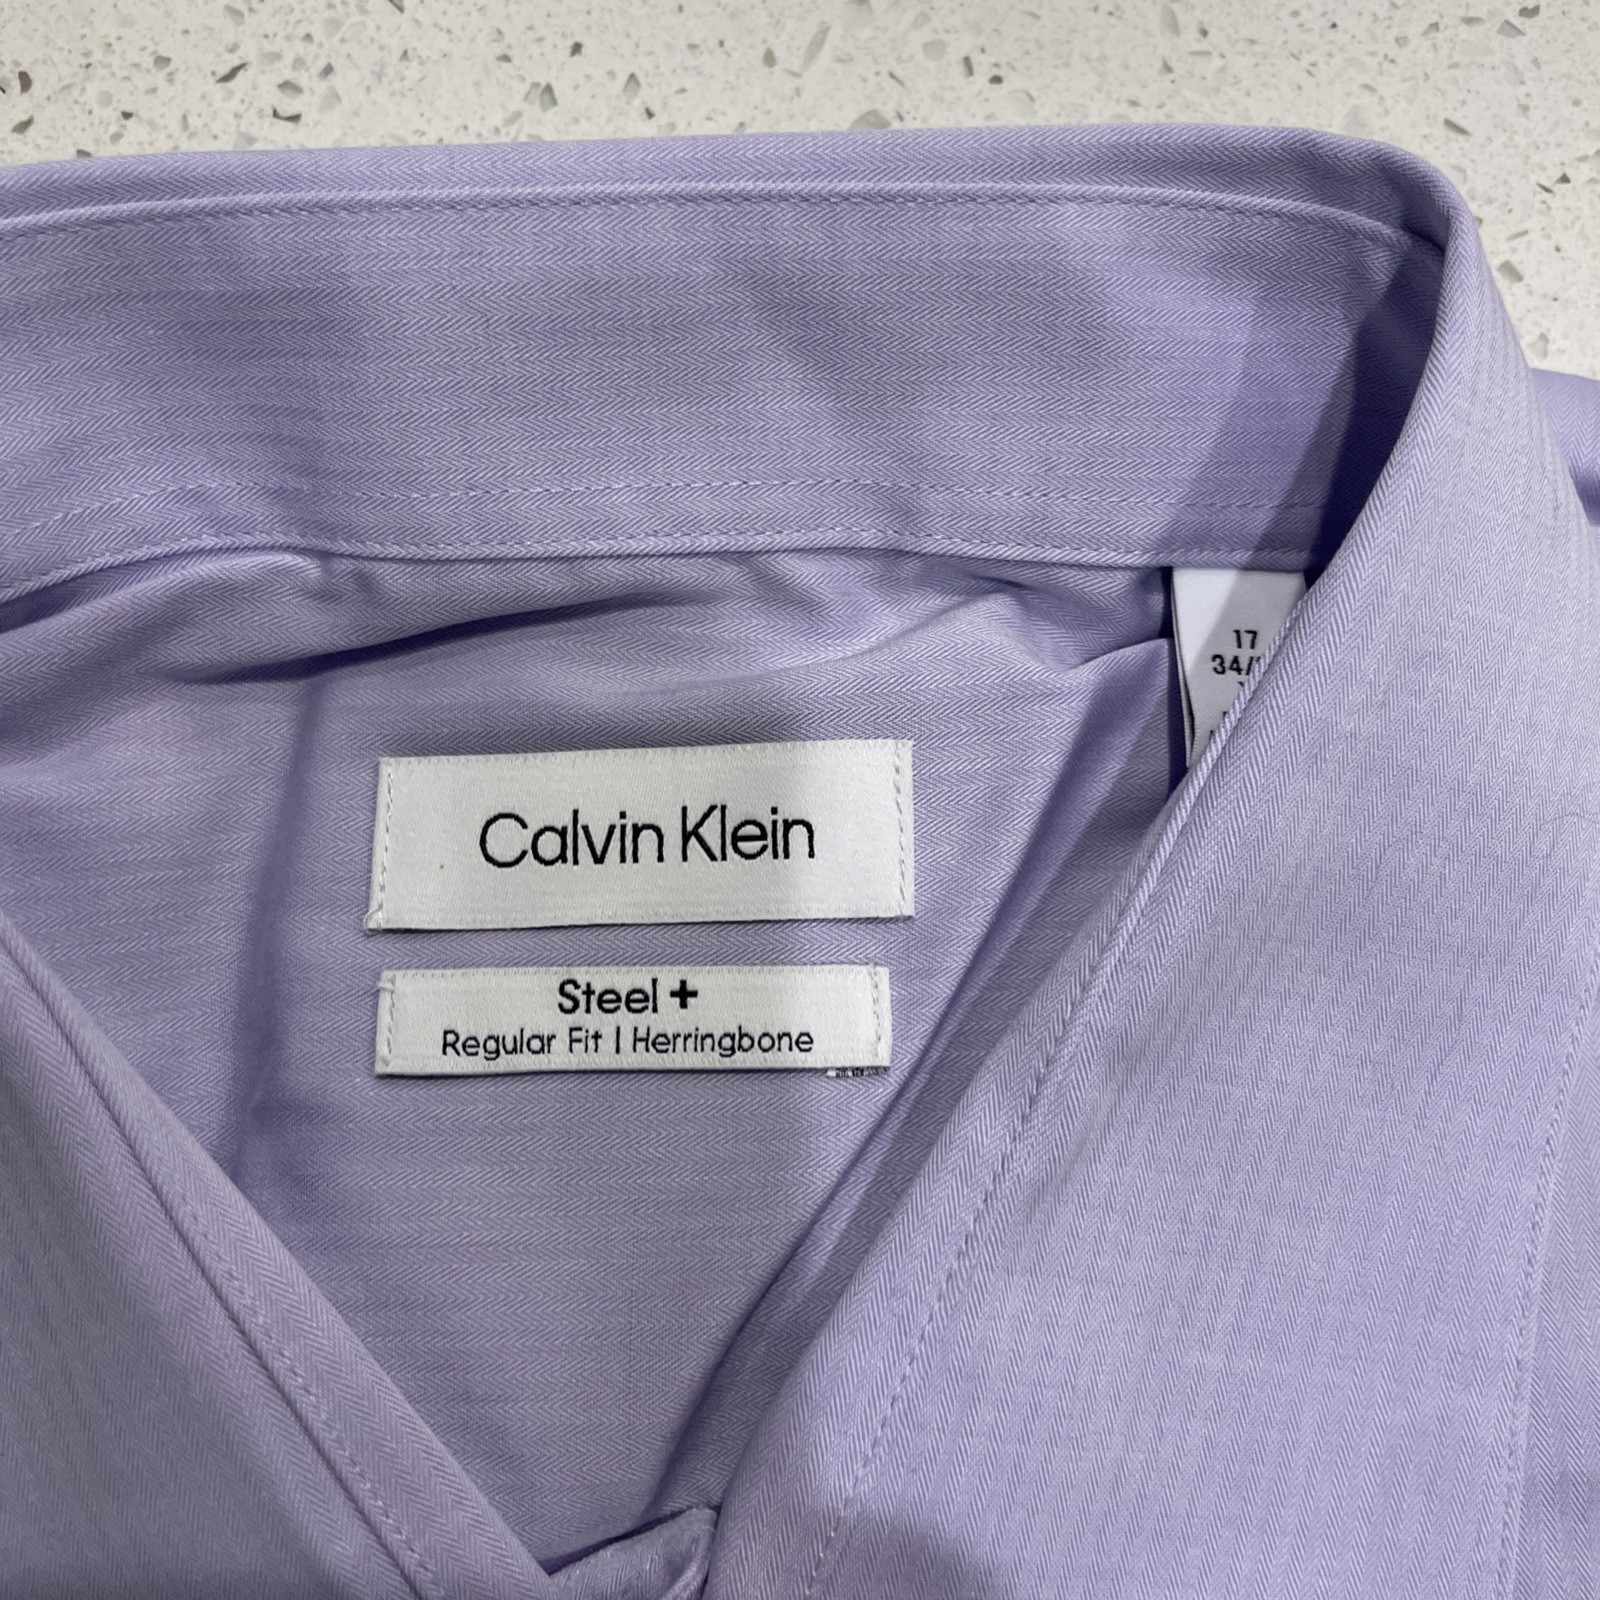 17
34/
Calvin Klein
Steel +
Regular Fit | Herringbone